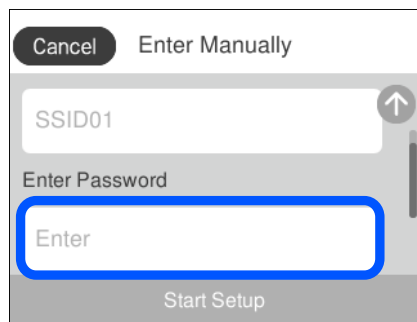 Cancel Enter Manually
SSID01
Enter Password
Enter
Start Setup